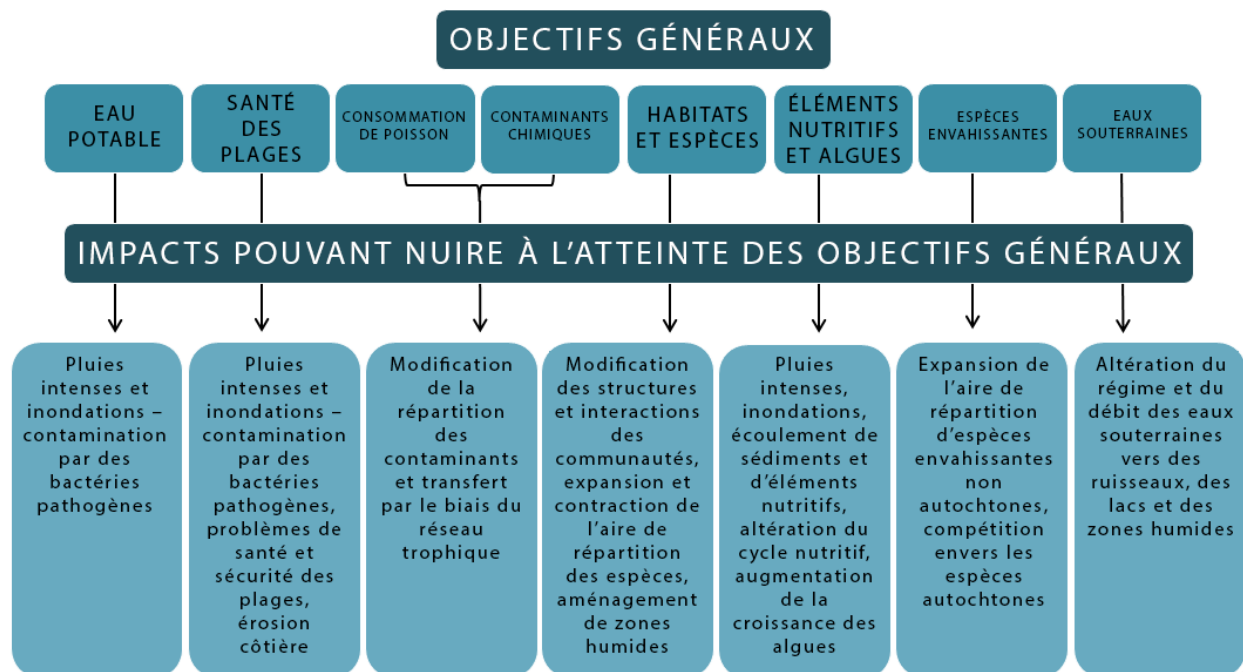 OBJECTIFS GÉNÉRAUX
EAU
POTABLE
SANTÉ
DES
PLAGES
CONSOMMATION
DE POISSON
CONTAMINANTS
CHIMIQUES
HABITATS
ET ESPÈCES
ÉLÉMENTS
NUTRITIFS
ET ALGUES
ESPÈCES
ENVAHISSANTES
EAUX
SOUTERRAINES
IMPACTS POUVANT NUIRE À L’ATTEINTE DES OBJECTIFS GÉNÉRAUX
Pluies
intenses et
inondations –
contamination
par des
bactéries
pathogènes
Pluies
intenses et
inondations –
contamination
par des
bactéries
pathogènes,
problèmes de
santé et
sécurité des
plages,
érosion
côtière
Modification
de la
répartition
des
contaminants
et transfert
par le biais du
réseau
trophique
Modification
des structures
et interactions
des
communautés,
expansion et
contraction de
l’aire de
répartition
des espèces,
aménagement
de zones
humides
Pluies
intenses,
inondations,
écoulement de
sédiments et
d’éléments
nutritifs,
altération du
cycle nutritif,
augmentation
de la
croissance des
algues
Expansion de
l’aire de
répartition
d’espèces
envahissantes
non
autochtones,
compétition
envers les
espèces
autochtones
Altération du
régime et du
débit des eaux
souterraines
vers des
ruisseaux, des
lacs et des
zones humides